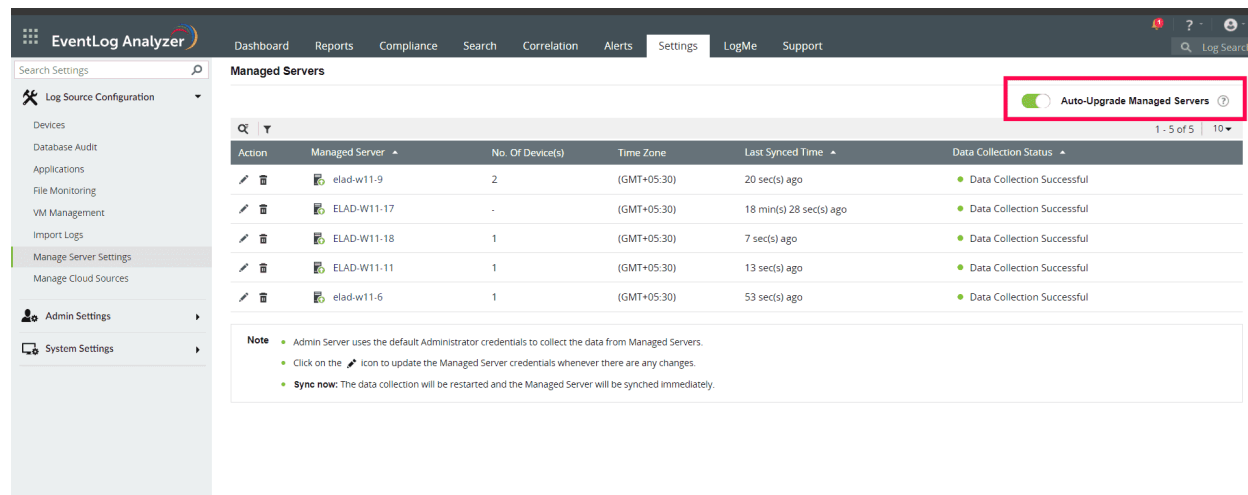 1
?
EventLog Analyzer
Dashboard Reports Compliance Search Correlation Alerts Settings LogMe Support
Log Search
Search Settings
Managed Servers
Log Source Configuration
Auto-Upgrade Managed Servers ?
Devices
1 - 5 of 5 10
Database Audit
Action Managed Server No. Of Device(s) Time Zone Last Synced Time Data Collection Status
Applications
elad-w11-9 2 (GMT+05:30) 20 sec(s) ago Data Collection Successful
File Monitoring
VM Management
ELAD-W11-17 - (GMT+05:30) 18 min(s) 28 sec(s) ago Data Collection Successful
Import Logs
ELAD-W11-18 1 (GMT+05:30) 7 sec(s) ago Data Collection Successful
Manage Server Settings
ELAD-W11-11 1 (GMT+05:30) 13 sec(s) ago Data Collection Successful
Manage Cloud Sources
elad-w11-6 1 (GMT+05:30) 53 sec(s) ago Data Collection Successful
Admin Settings
System Settings
Note Admin Server uses the default Administrator credentials to collect the data from Managed Servers.
Click on the icon to update the Managed Server credentials whenever there are any changes.
Sync now: The data collection will be restarted and the Managed Server will be synched immediately.